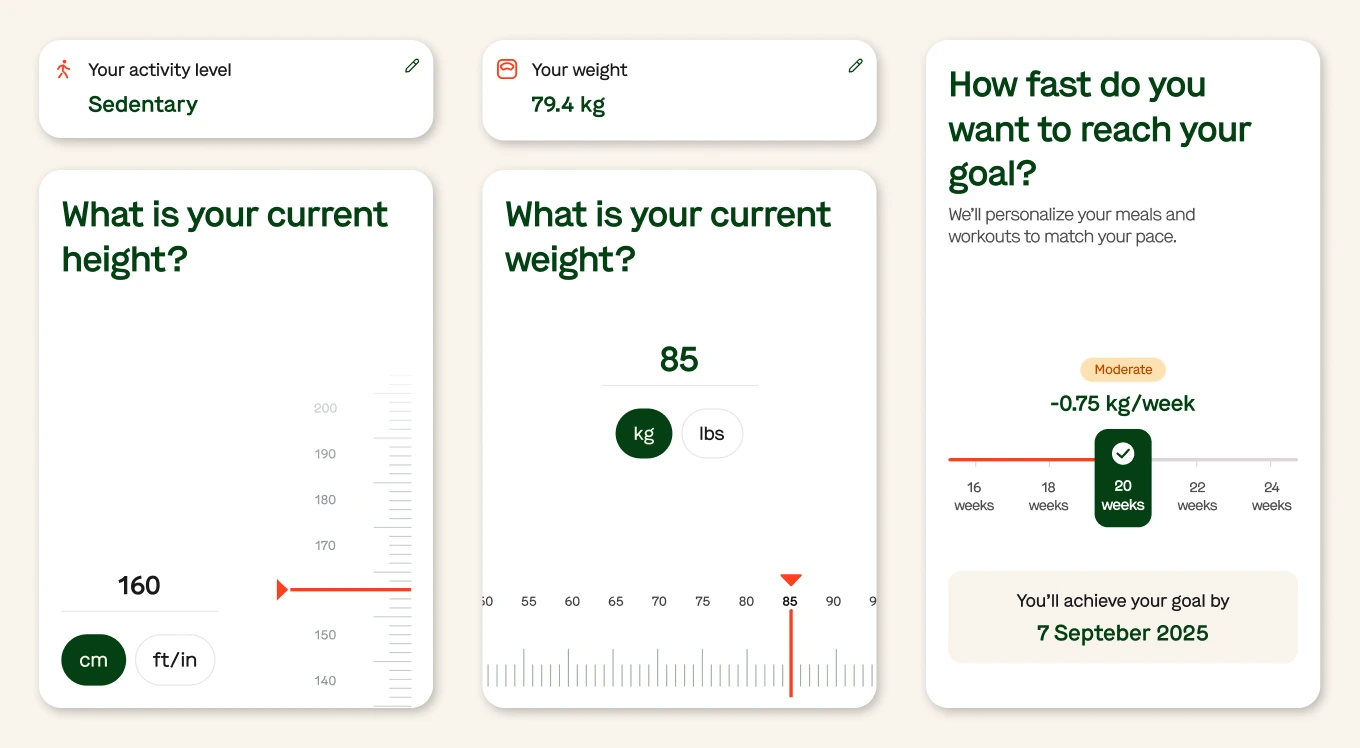 Your activity level
Sedentary
What is your current
height?
200
190
180
170
160
150
140
cm
ft/in
Your weight
79.4 kg
What is your current
weight?
85
kg
lbs
55
60
65
70
75
80
85
90
How fast do you
want to reach your
goal?
We'll personalize your meals and
workouts to match your pace.
Moderate
-0.75 kg/week
16
weeks
18
weeks
20
weeks
22
weeks
24
weeks
You'll achieve your goal by
7 Septeber 2025